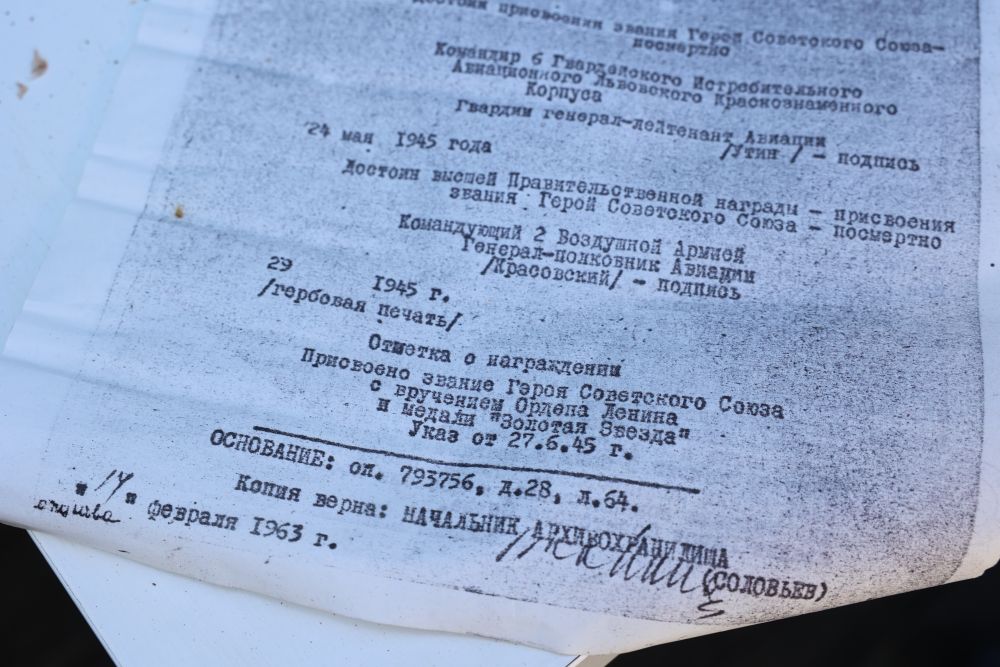 Достоин присвоения звания Герой Советского Союза-
посмертно
Командир 6 Гвардейского Истребительного
Авиационного Львовского Краснознаменного
Корпуса
Гвардии генерал-лейтенант Авиации
/Утин / - подпись
24 мая 1945 года
Достоин высшей Правительственной награды - присвоения
звания Герой Советского Союза - посмертно
Командующий 2 Воздушной Армией
Генерал-полковник Авиации
/Красовский/ - подпись
29 1945 г.
/гербовая печать/
Отметка о награждении
Присвоено звание Героя Советского Союза
с вручением Ордена Ленина
и медали "Золотая Звезда"
Указ от 27.6.45 г.
ОСНОВАНИЕ: оп. 793756, д.28, л.64.
Копия верна: НАЧАЛЬНИК АРХИВОХРАНИЛИЩА
(СОЛОВЬЕВ)
" 14 " февраля 1963 г.